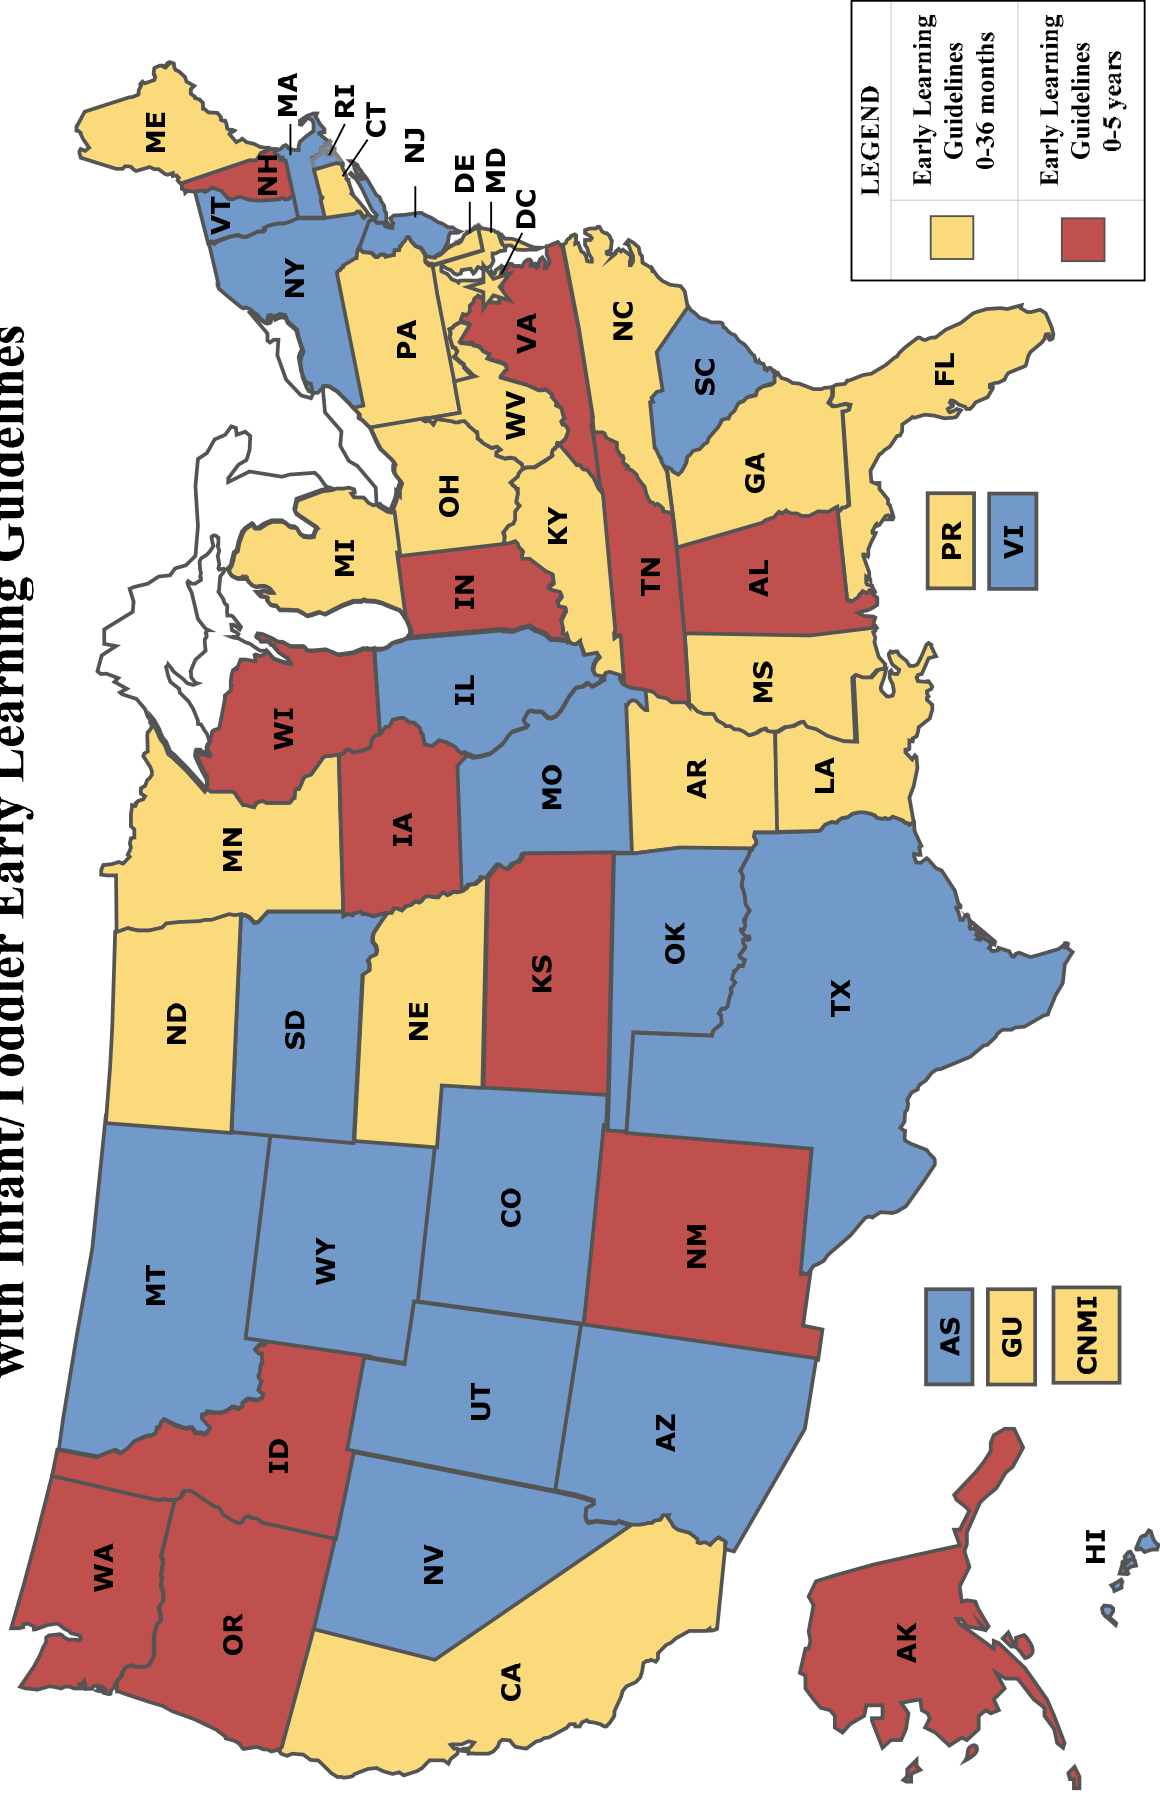 with Infant/Toddler Early Learning Guidelines
WA
OR
CA
NV
ID
MT
WY
UT
AZ
CO
NM
ND
SD
NE
KS
OK
TX
MN
IA
MO
AR
LA
WI
IL
MI
IN
OH
KY
TN
MS
AL
GA
FL
SC
NC
VA
WV
PA
NY
VT
NH
ME
MA
RI
CT
NJ
DE
MD
DC
AK
HI
AS
GU
CNMI
PR
VI
LEGEND
Early Learning
Guidelines
0-36 months
Early Learning
Guidelines
0-5 years